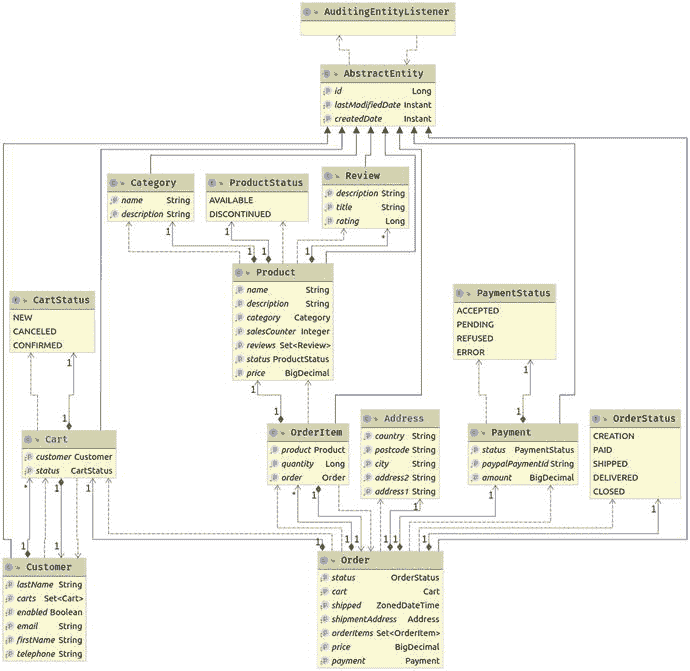 AuditingEntityListener
AbstractEntity
id Long
lastModifiedDate Instant
createdDate Instant
Category
name String
description String
ProductStatus
AVAILABLE
DISCONTINUED
Review
description String
title String
rating Long
1
1
1
1
1
*
Product
name String
description String
category Category
salesCounter Integer
reviews Set<Review>
status ProductStatus
price BigDecimal
CartStatus
NEW
CANCELED
CONFIRMED
PaymentStatus
ACCEPTED
PENDING
REFUSED
ERROR
1
1
1
1
1
1
Cart
customer Customer
status CartStatus
OrderItem
product Product
quantity Long
order Order
Address
country String
postcode String
city String
address2 String
address1 String
Payment
status PaymentStatus
paypalPaymentId String
amount BigDecimal
OrderStatus
CREATION
PAID
SHIPPED
DELIVERED
CLOSED
*
1
1
*
1
1
1
1
1
1
1
1
1
1
1
1
Customer
lastName String
carts Set<Cart>
enabled Boolean
email String
firstName String
telephone String
Order
status OrderStatus
cart Cart
shipped ZonedDateTime
shipmentAddress Address
orderItems Set<OrderItem>
price BigDecimal
payment Payment